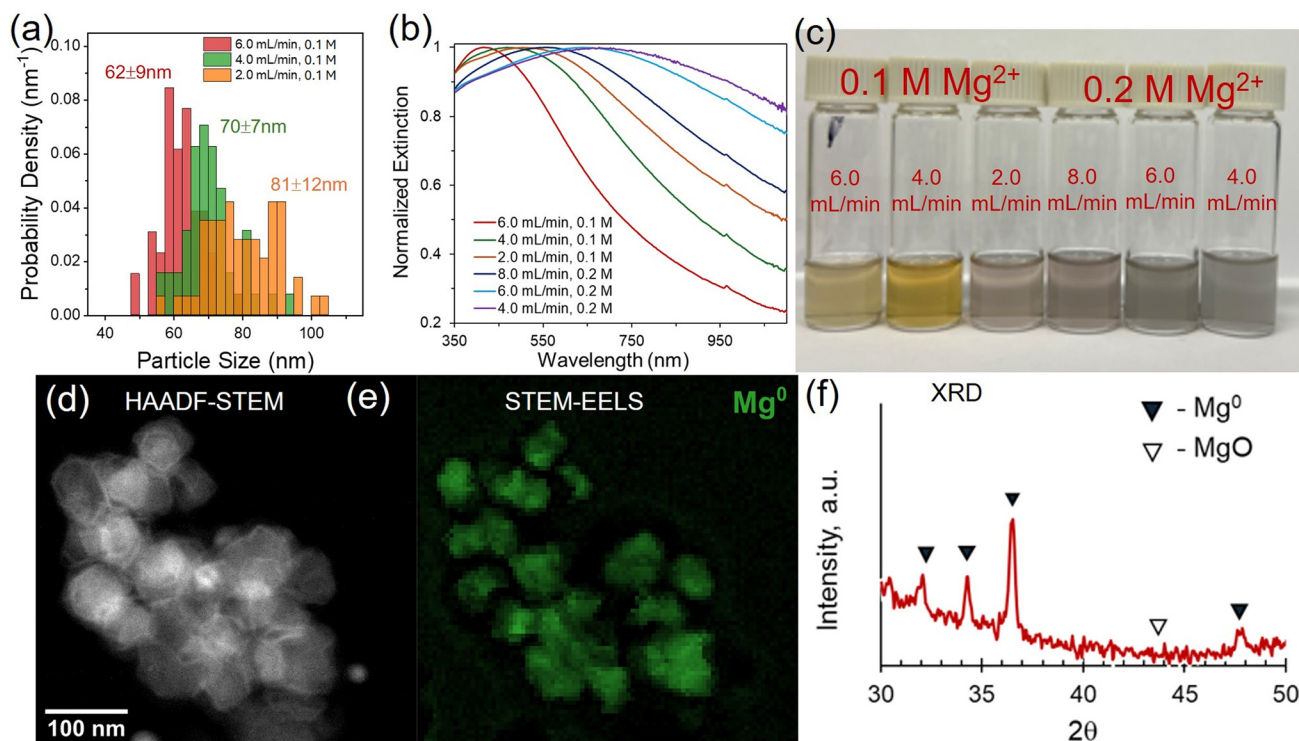 (a)
6.0 mL/min, 0.1 M
4.0 mL/min, 0.1 M
2.0 mL/min, 0.1 M
62±9nm
70±7nm
81±12nm
0.10
0.08
0.06
0.04
0.02
0.00
40 60 80 100
Probability Density (nm⁻¹)
Particle Size (nm)
(b)
1
0.8
0.6
0.4
0.2
350 550 750 950
Normalized Extinction
Wavelength (nm)
6.0 mL/min, 0.1 M
4.0 mL/min, 0.1 M
2.0 mL/min, 0.1 M
8.0 mL/min, 0.2 M
6.0 mL/min, 0.2 M
4.0 mL/min, 0.2 M
(c)
0.1 M Mg²⁺ 0.2 M Mg²⁺
6.0 4.0 2.0 8.0 6.0 4.0
mL/min mL/min mL/min mL/min mL/min mL/min
(d) HAADF-STEM
100 nm
(e) STEM-EELS Mg⁰
(f) XRD
- Mg⁰
- MgO
Intensity, a.u.
30 35 40 45 50
2θ